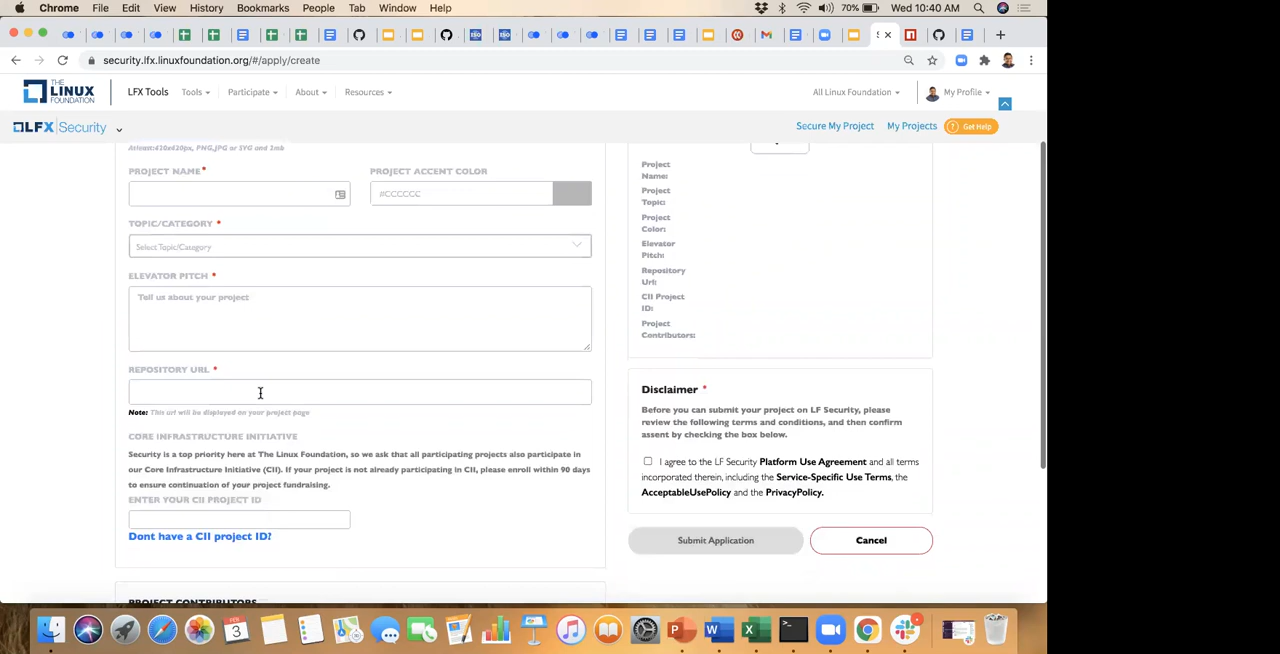 Chrome File Edit View History Bookmarks People Tab Window Help 70% Wed 10:40 AM
security.lfx.linuxfoundation.org/#/apply/create
THE LINUX FOUNDATION LFX Tools Tools Participate About Resources All Linux Foundation My Profile
LFX Security Secure My Project My Projects Get Help
PROJECT NAME* PROJECT ACCENT COLOR
#CCCCCC
TOPIC/CATEGORY *
Select Topic/Category
ELEVATOR PITCH *
Tell us about your project
REPOSITORY URL *
Note: This url will be displayed on your project page
CORE INFRASTRUCTURE INITIATIVE
Security is a top priority here at The Linux Foundation, so we ask that all participating projects also participate in
our Core Infrastructure Initiative (CII). If your project is not already participating in CII, please enroll within 90 days
to ensure continuation of your project fundraising.
ENTER YOUR CII PROJECT ID
Dont have a CII project ID?
PROJECT CONTRIBUTORS
Project
Name:
Project
Topic:
Project
Color:
Elevator
Pitch:
Repository
Url:
CII Project
ID:
Project
Contributors:
Disclaimer *
Before you can submit your project on LF Security, please
review the following terms and conditions, and then confirm
assent by checking the box below.
I agree to the LF Security Platform Use Agreement and all terms
incorporated therein, including the Service-Specific Use Terms, the
AcceptableUsePolicy and the PrivacyPolicy.
Submit Application Cancel
FEB
3